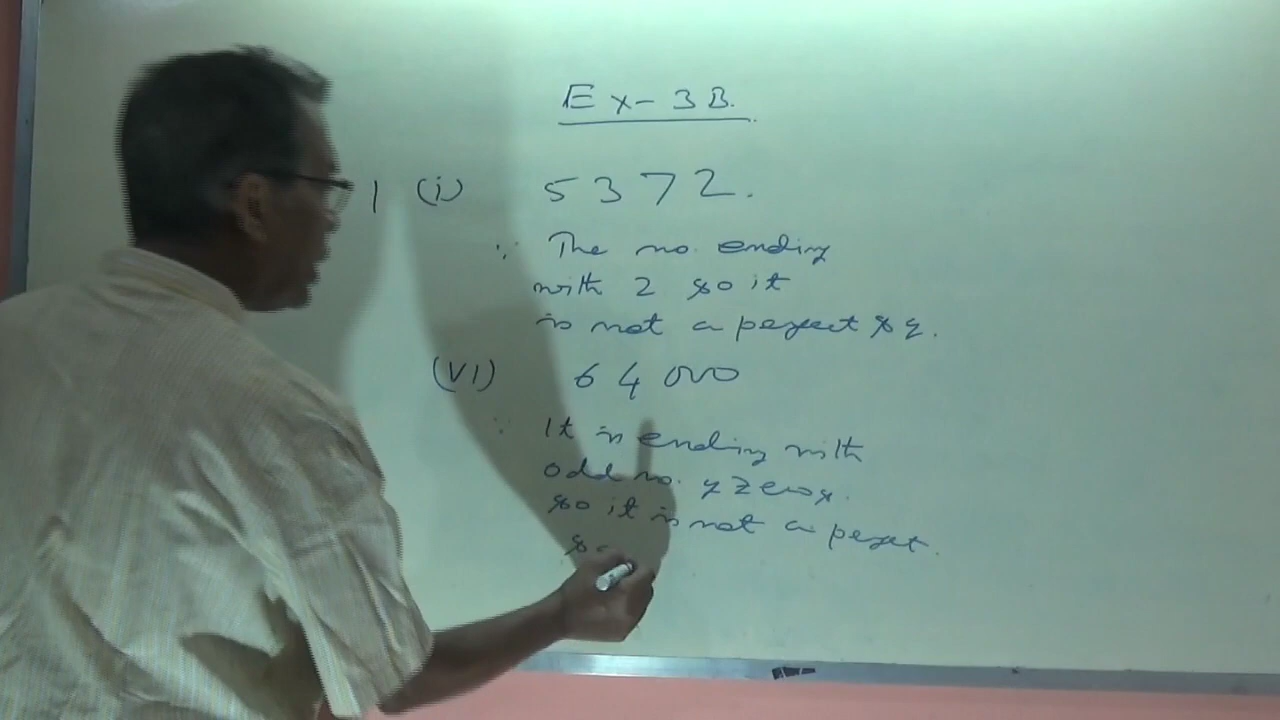 Ex-3B.
1 (i) 5372.
∵ The no. ending
with 2 so it
is not a perfect sq.
(VI) 64000
∵ It is ending with
odd no. of zeros.
so it is not a perfect.